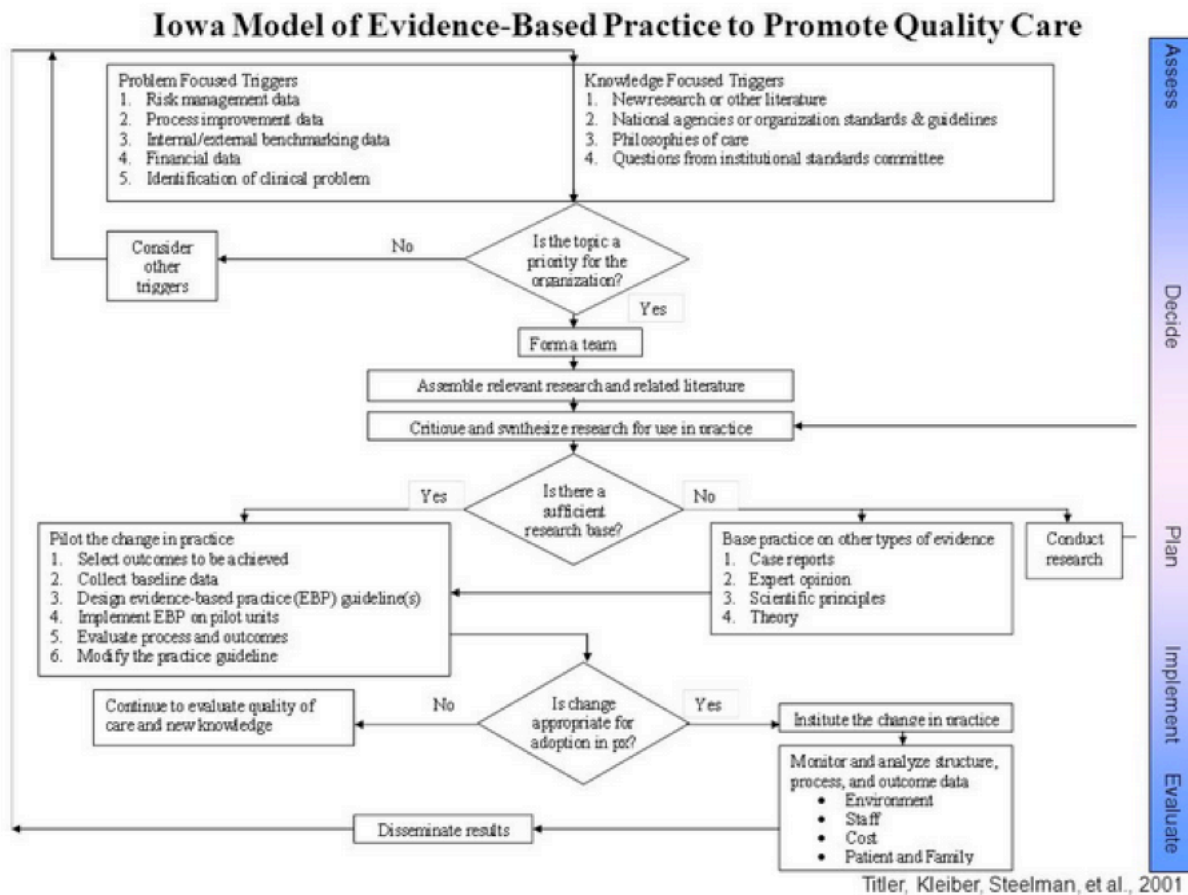 Iowa Model of Evidence-Based Practice to Promote Quality Care
Problem Focused Triggers
1. Risk management data
2. Process improvement data
3. Internal/external benchmarking data
4. Financial data
5. Identification of clinical problem
Knowledge Focused Triggers
1. New research or other literature
2. National agencies or organization standards & guidelines
3. Philosophies of care
4. Questions from institutional standards committee
Consider
other
triggers
No
Is the topic a
priority for the
organization?
Yes
Form a team
Assemble relevant research and related literature
Critique and synthesize research for use in practice
Yes
Is there a
sufficient
research base?
No
Pilot the change in practice
1. Select outcomes to be achieved
2. Collect baseline data
3. Design evidence-based practice (EBP) guideline(s)
4. Implement EBP on pilot units
5. Evaluate process and outcomes
6. Modify the practice guideline
Base practice on other types of evidence
1. Case reports
2. Expert opinion
3. Scientific principles
4. Theory
Conduct
research
Continue to evaluate quality of
care and new knowledge
No
Is change
appropriate for
adoption in px?
Yes
Institute the change in practice
Monitor and analyze structure,
process, and outcome data
• Environment
• Staff
• Cost
• Patient and Family
Disseminate results
Assess
Decide
Plan
Implement
Evaluate
Titler, Kleiber, Steelman, et al., 2001